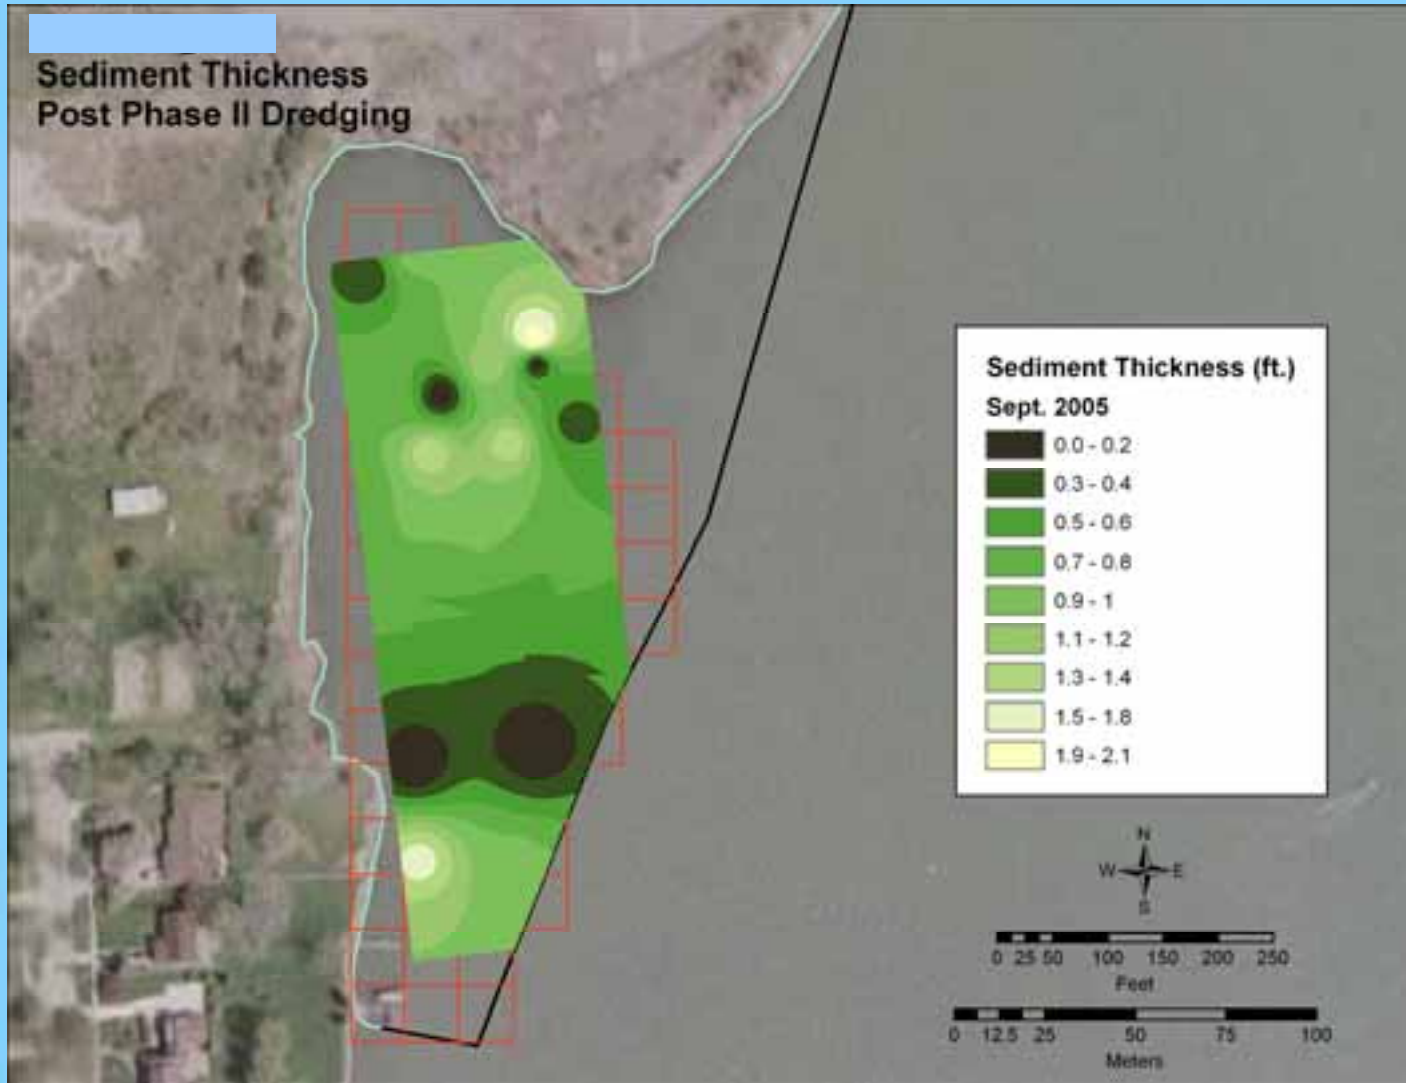 Sediment Thickness
Post Phase II Dredging
Sediment Thickness (ft.)
Sept. 2005
0.0 - 0.2
0.3 - 0.4
0.5 - 0.6
0.7 - 0.8
0.9 - 1
1.1 - 1.2
1.3 - 1.4
1.5 - 1.8
1.9 - 2.1
N
W E
S
0 25 50 100 150 200 250
Feet
0 12.5 25 50 75 100
Meters